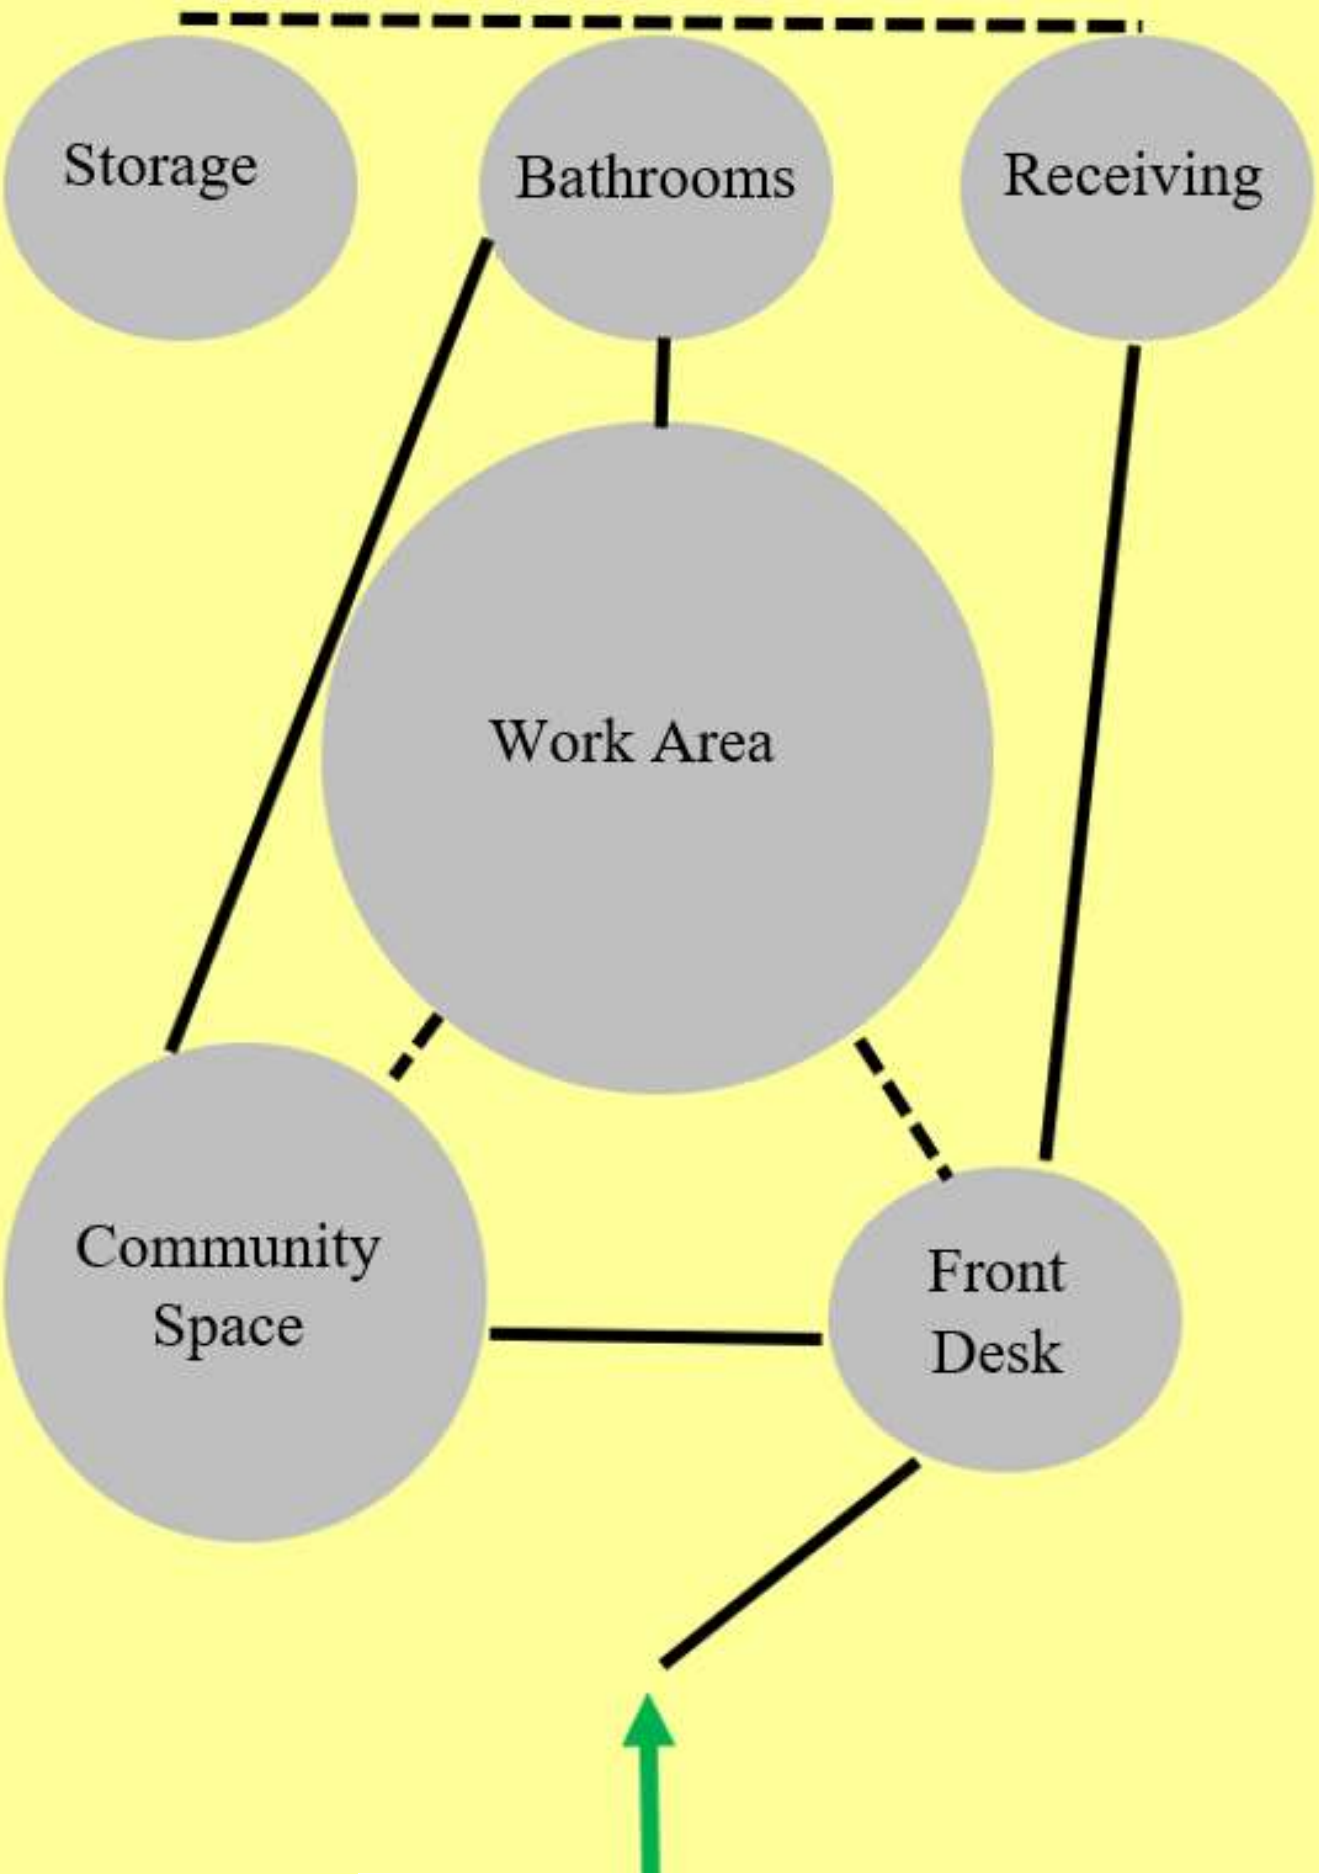 Storage
Bathrooms
Receiving
Work Area
Community
Space
Front
Desk